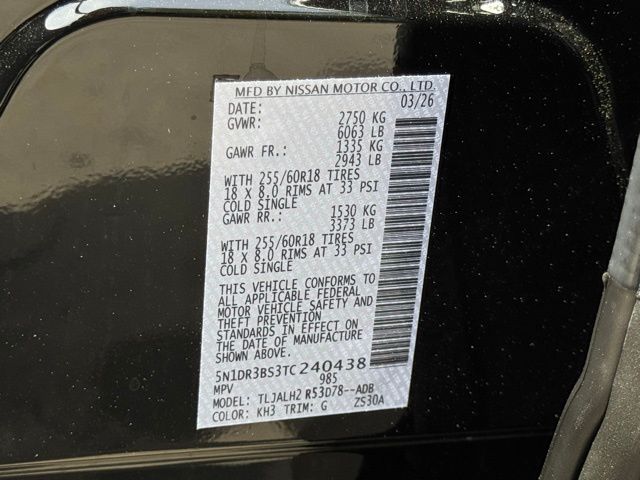 MFD BY NISSAN MOTOR CO., LTD.
DATE: 03/26
GVWR: 2750 KG
6063 LB
GAWR FR.: 1335 KG
2943 LB
WITH 255/60R18 TIRES
18 X 8.0 RIMS AT 33 PSI
COLD SINGLE
GAWR RR.: 1530 KG
3373 LB
WITH 255/60R18 TIRES
18 X 8.0 RIMS AT 33 PSI
COLD SINGLE
THIS VEHICLE CONFORMS TO
ALL APPLICABLE FEDERAL
MOTOR VEHICLE SAFETY AND
THEFT PREVENTION
STANDARDS IN EFFECT ON
THE DATE OF MANUFACTURE
SHOWN ABOVE.
5N1DR3BS3TC240438
MPV 985
MODEL: TLJALH2 R53D78--ADB
COLOR: KH3 TRIM: G ZS30A